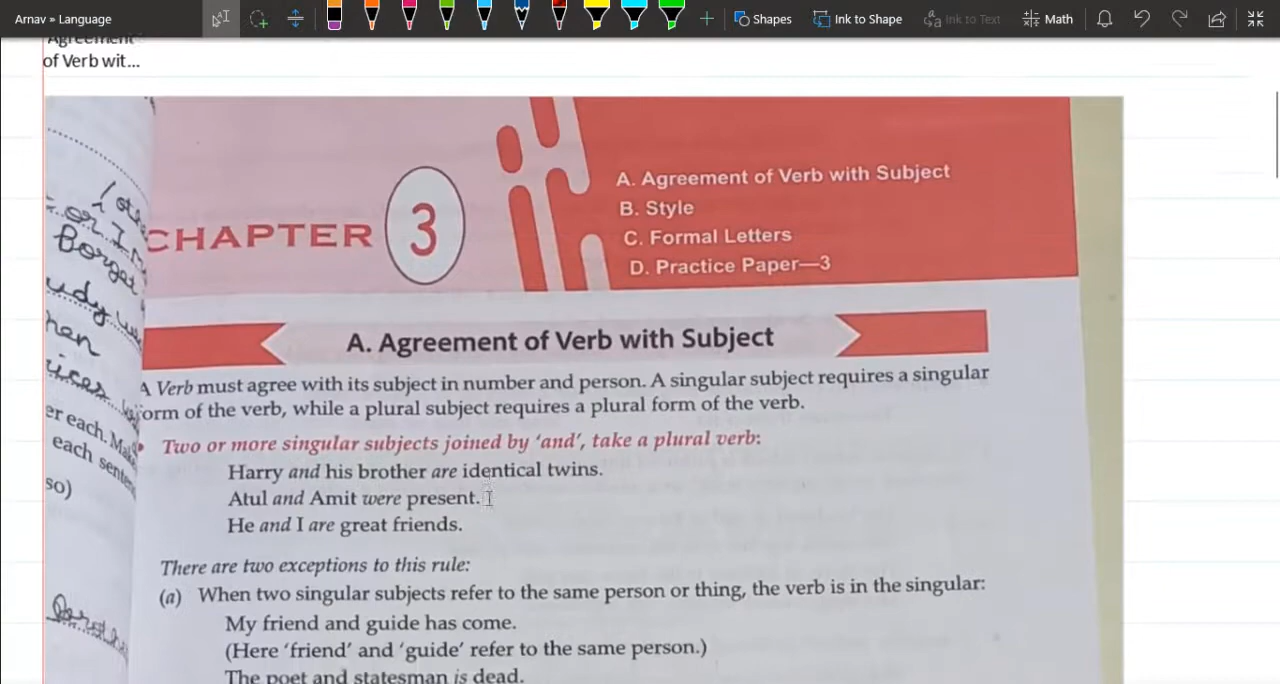 Arnav » Language
Shapes
Ink to Shape
Ink to Text
Math
Agreement
of Verb wit...
CHAPTER 3
A. Agreement of Verb with Subject
B. Style
C. Formal Letters
D. Practice Paper—3
A. Agreement of Verb with Subject
A Verb must agree with its subject in number and person. A singular subject requires a singular
form of the verb, while a plural subject requires a plural form of the verb.
Two or more singular subjects joined by 'and', take a plural verb:
Harry and his brother are identical twins.
Atul and Amit were present.
He and I are great friends.
There are two exceptions to this rule:
(a) When two singular subjects refer to the same person or thing, the verb is in the singular:
My friend and guide has come.
(Here 'friend' and 'guide' refer to the same person.)
The poet and statesman is dead.
er each.
each
so)